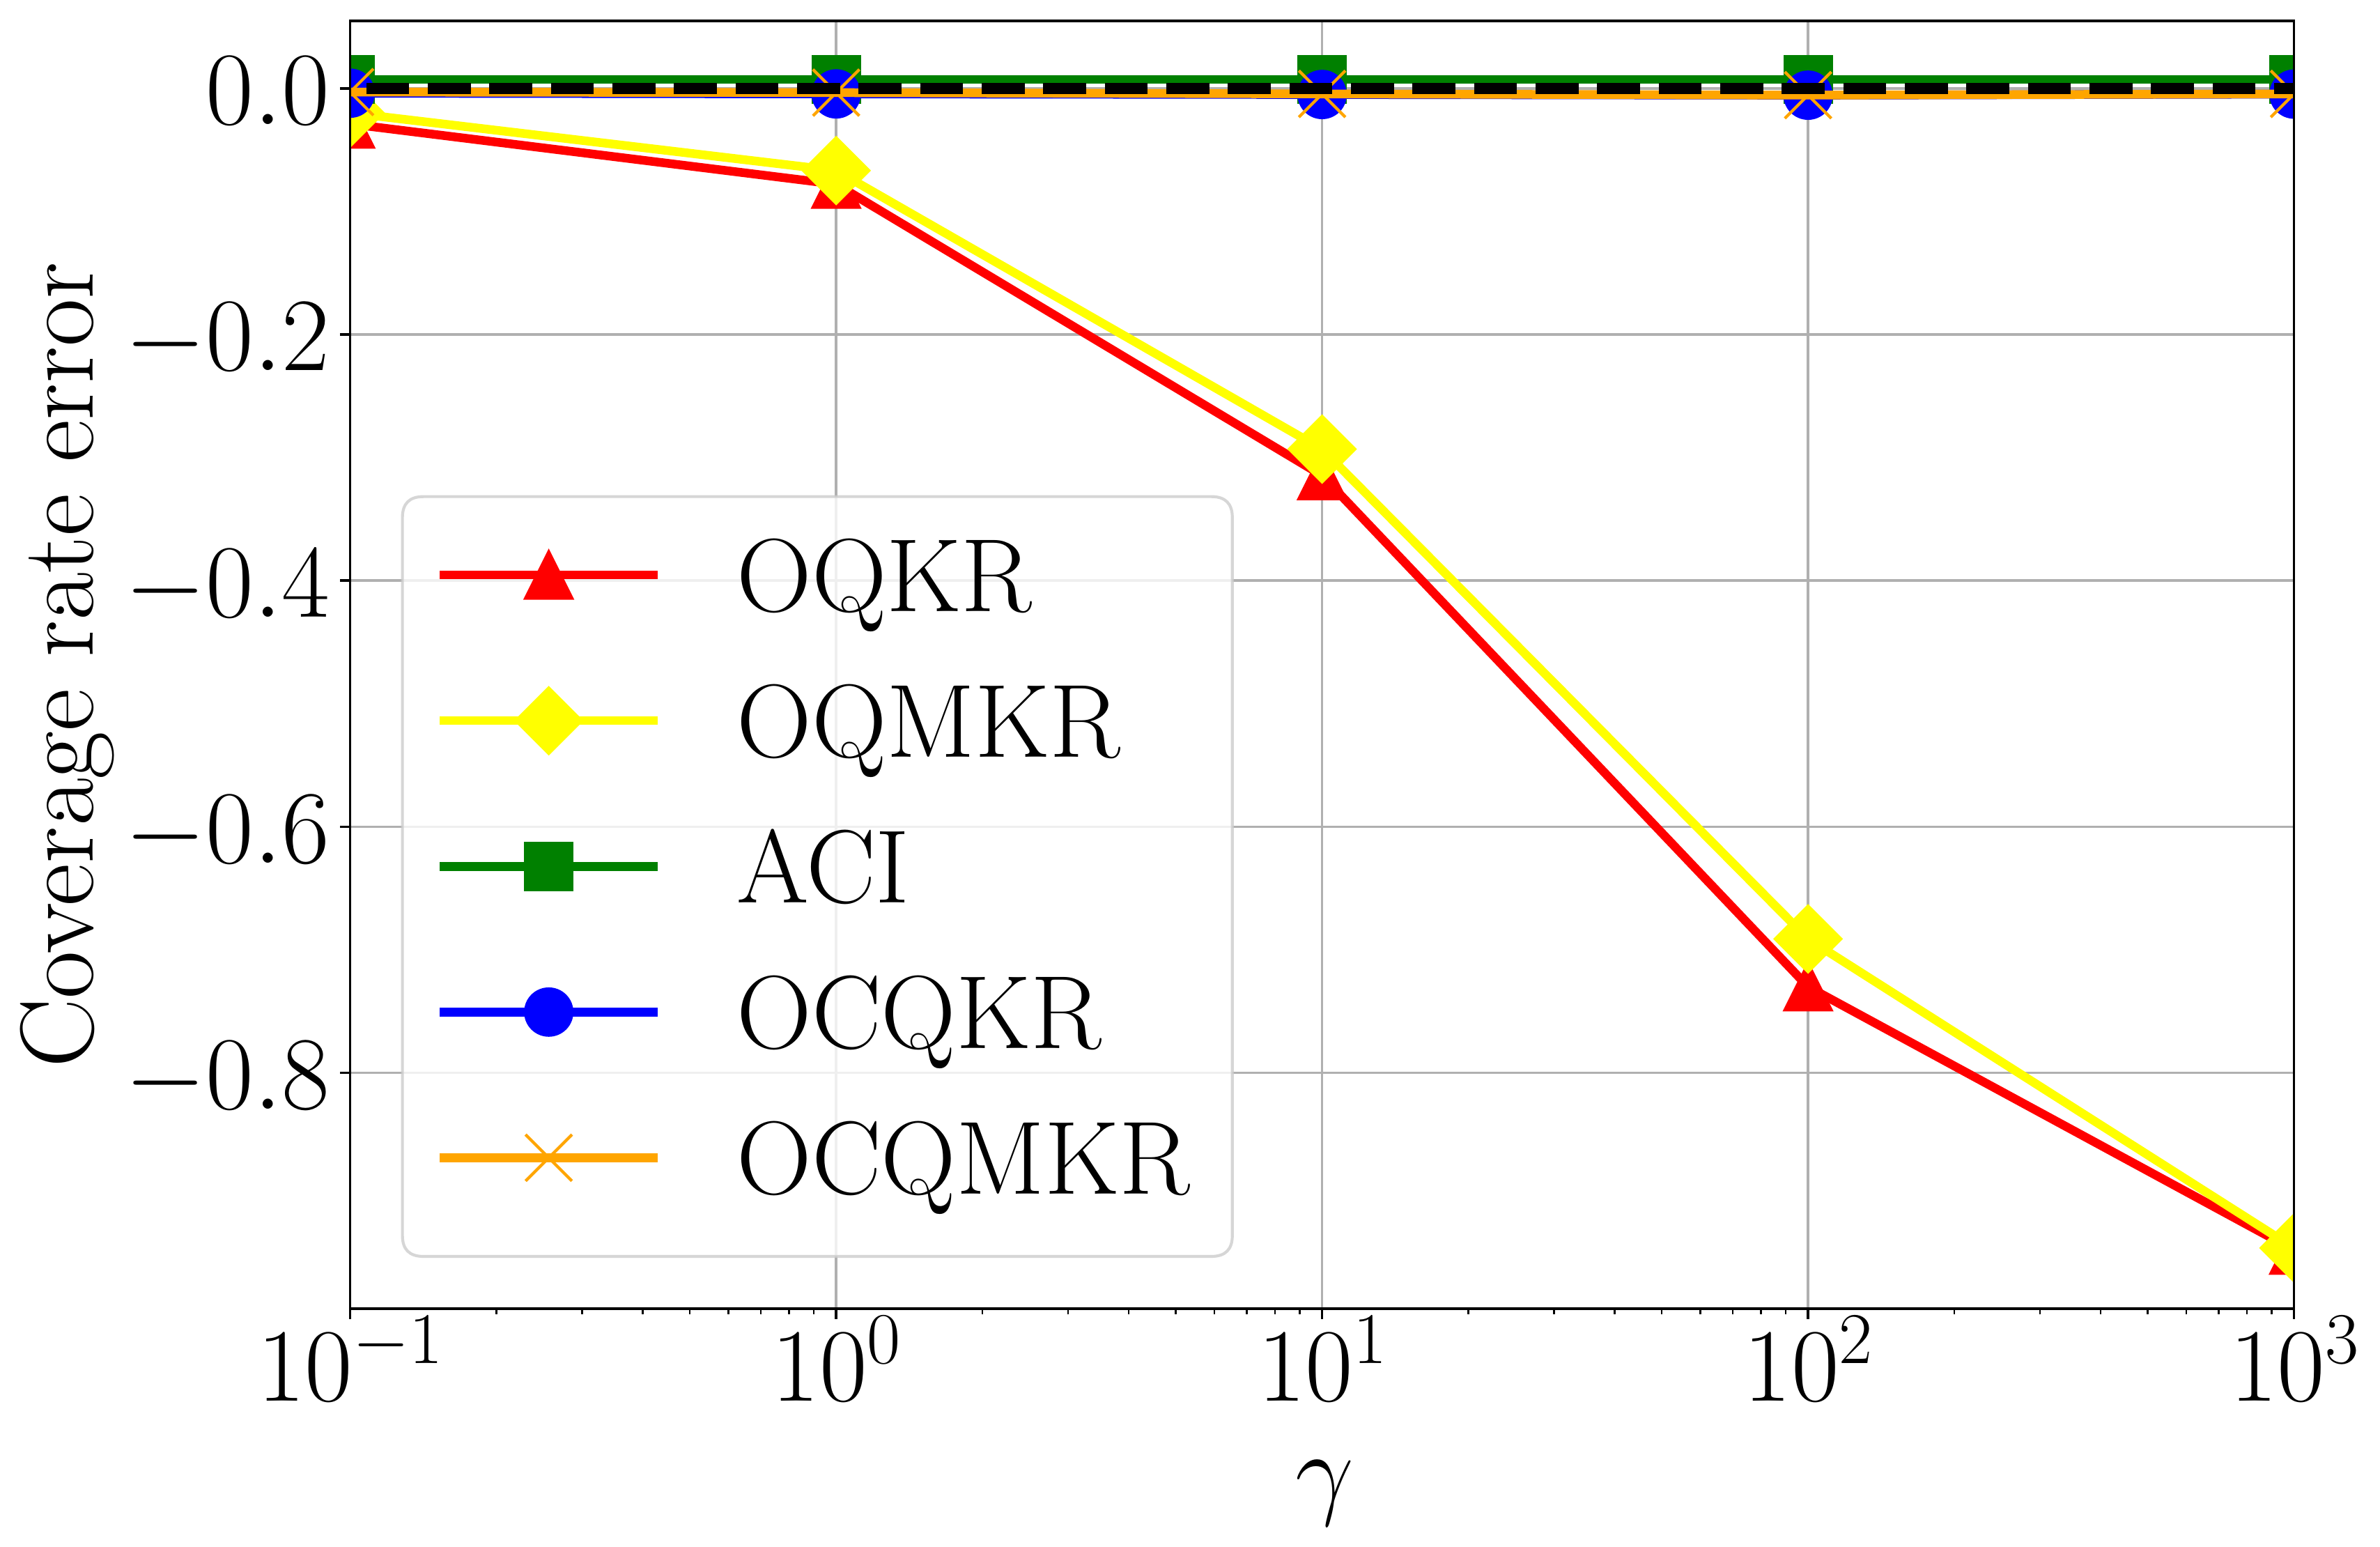 Coverage rate error
0.0
−0.2
−0.4
−0.6
−0.8
OQKR
OQMKR
ACI
OCQKR
OCQMKR
10⁻¹ 10⁰ 10¹ 10² 10³
γ